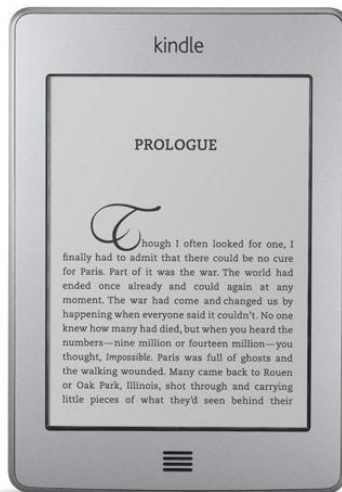 kindle
PROLOGUE
Though I often looked for one, I
finally had to admit that there could be no cure
for Paris. Part of it was the war. The world had
ended once already and could again at any
moment. The war had come and changed us by
happening when everyone said it couldn't. No one
knew how many had died, but when you heard the
numbers—nine million or fourteen million—you
thought, Impossible. Paris was full of ghosts and
the walking wounded. Many came back to Rouen
or Oak Park, Illinois, shot through and carrying
little pieces of what they'd seen behind their